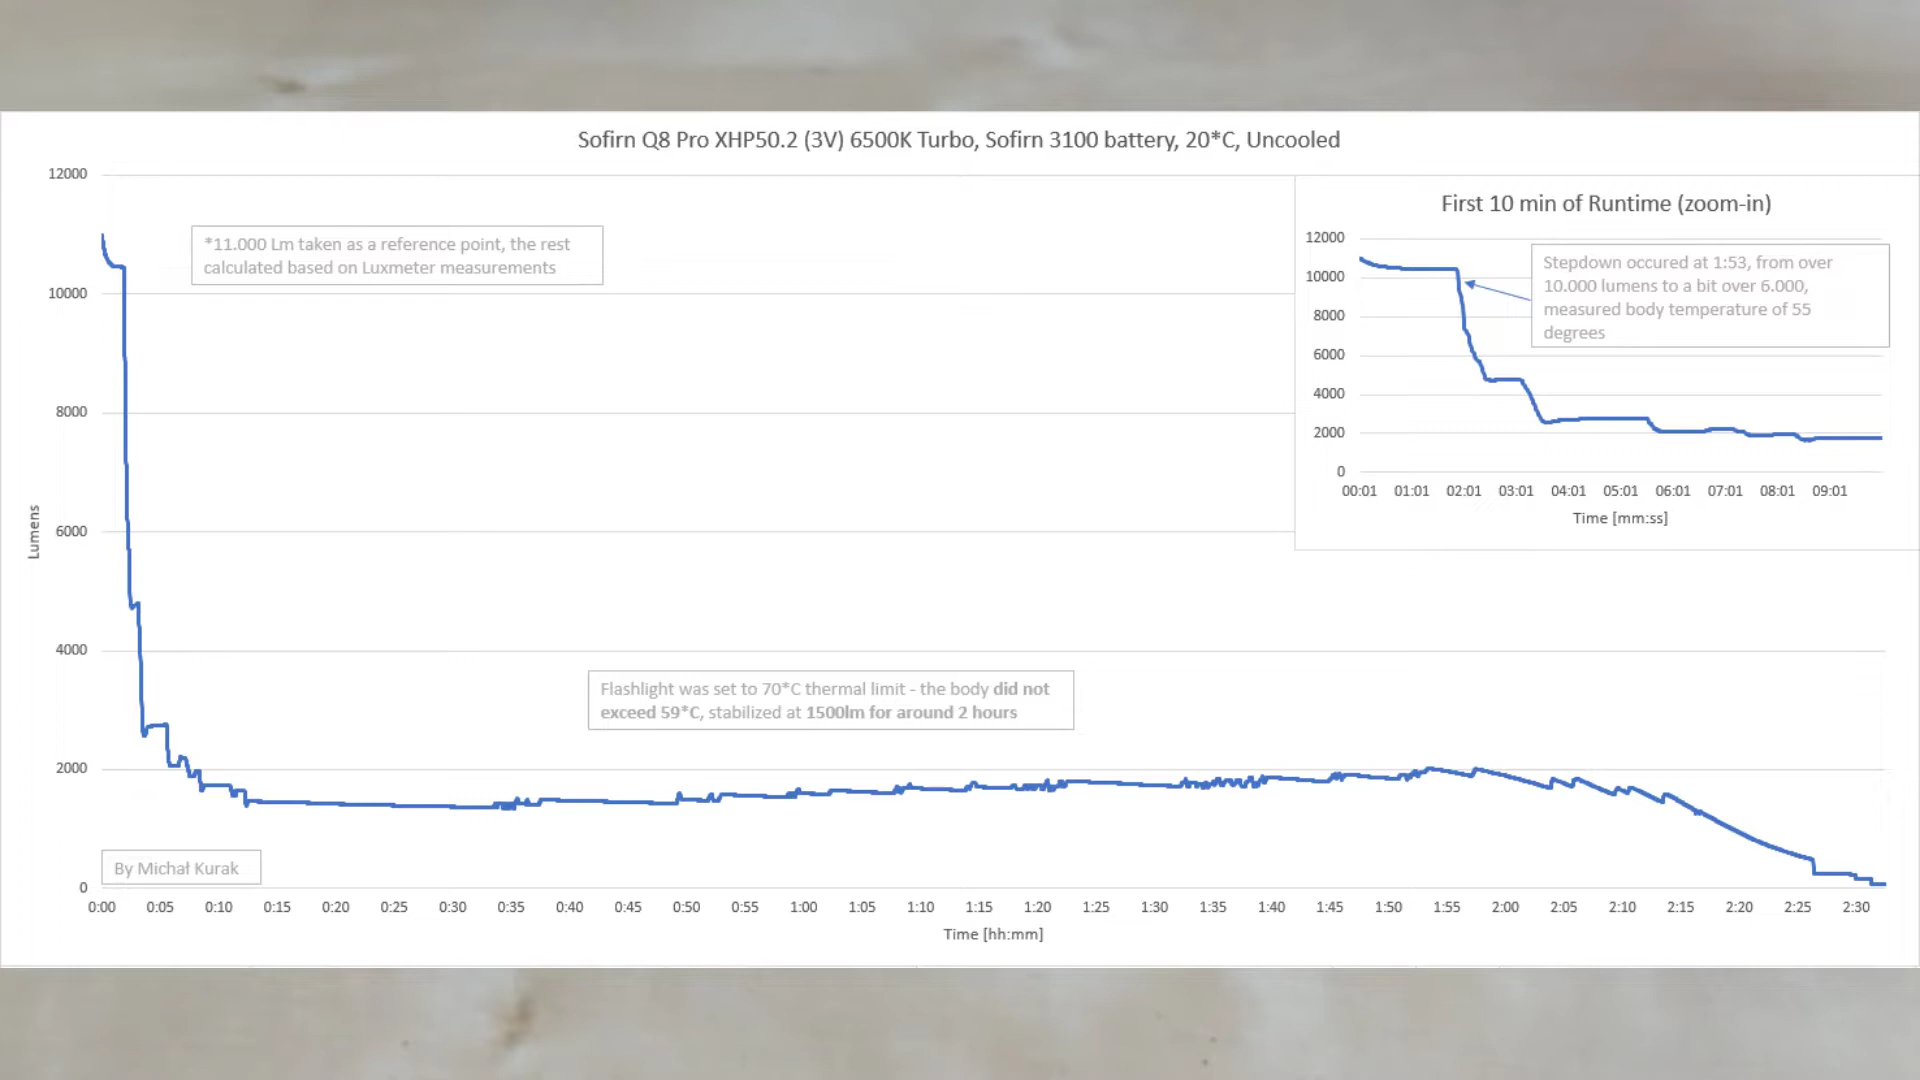 Sofirn Q8 Pro XHP50.2 (3V) 6500K Turbo, Sofirn 3100 battery, 20*C, Uncooled
12000
10000
8000
6000
4000
2000
0
Lumens
*11.000 Lm taken as a reference point, the rest
calculated based on Luxmeter measurements
First 10 min of Runtime (zoom-in)
12000
10000
8000
6000
4000
2000
0
Stepdown occured at 1:53, from over
10.000 lumens to a bit over 6.000,
measured body temperature of 55
degrees
00:01 01:01 02:01 03:01 04:01 05:01 06:01 07:01 08:01 09:01
Time [mm:ss]
Flashlight was set to 70*C thermal limit - the body did not
exceed 59*C, stabilized at 1500lm for around 2 hours
By Michał Kurak
0:00 0:05 0:10 0:15 0:20 0:25 0:30 0:35 0:40 0:45 0:50 0:55 1:00 1:05 1:10 1:15 1:20 1:25 1:30 1:35 1:40 1:45 1:50 1:55 2:00 2:05 2:10 2:15 2:20 2:25 2:30
Time [hh:mm]